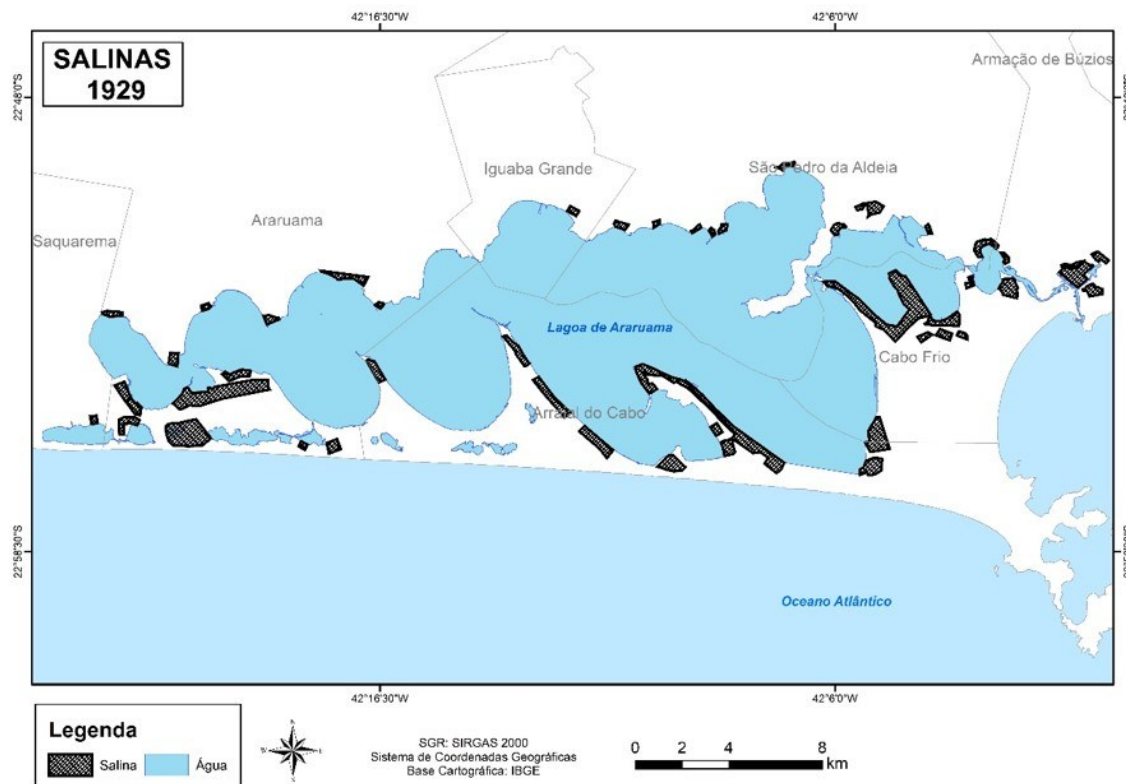 42°16'30"W
42°6'0"W
SALINAS
1929
Armação de Búzios
22°48'0"S
Iguaba Grande
São Pedro da Aldeia
Araruama
Saquarema
Lagoa de Araruama
Cabo Frio
Arraial do Cabo
22°58'30"S
Oceano Atlântico
42°16'30"W
42°6'0"W
Legenda
Salina
Água
N
SGR: SIRGAS 2000
Sistema de Coordenadas Geográficas
Base Cartográfica: IBGE
0 2 4 8
km